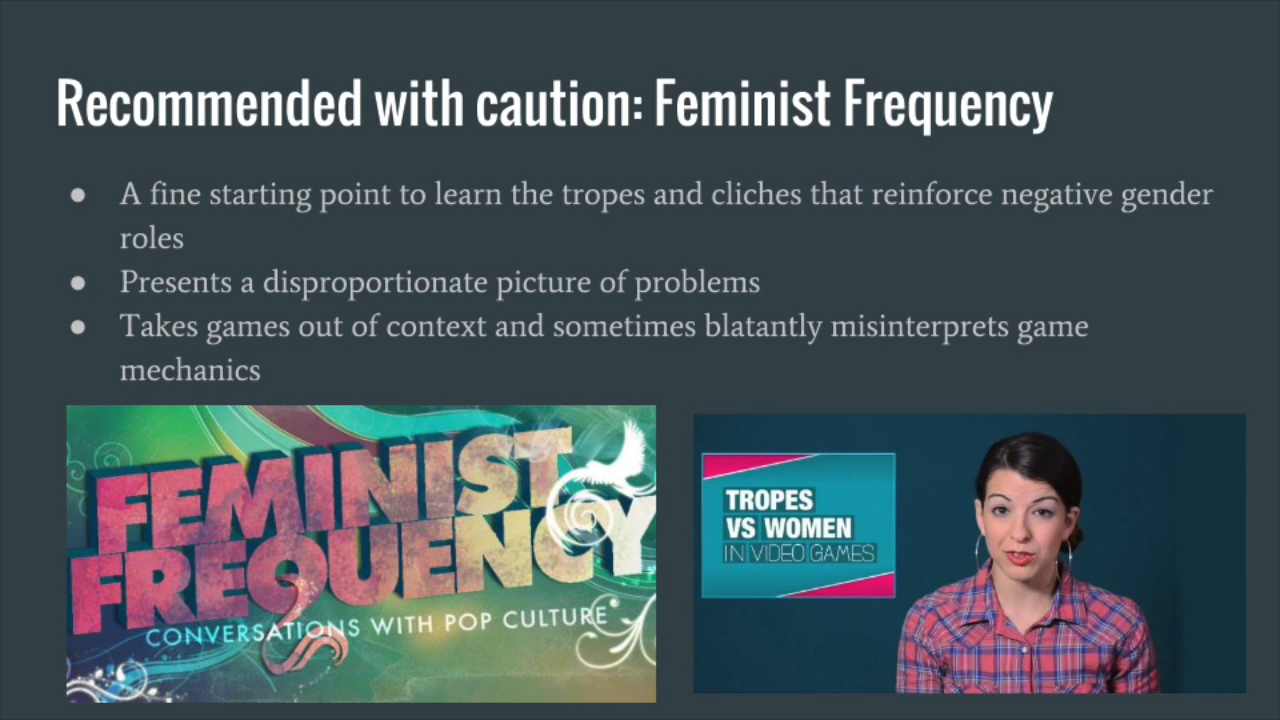 Recommended with caution: Feminist Frequency
● A fine starting point to learn the tropes and cliches that reinforce negative gender
roles
● Presents a disproportionate picture of problems
● Takes games out of context and sometimes blatantly misinterprets game
mechanics
FEMINIST
FREQUENCY
CONVERSATIONS WITH POP CULTURE
TROPES
VS WOMEN
IN VIDEO GAMES